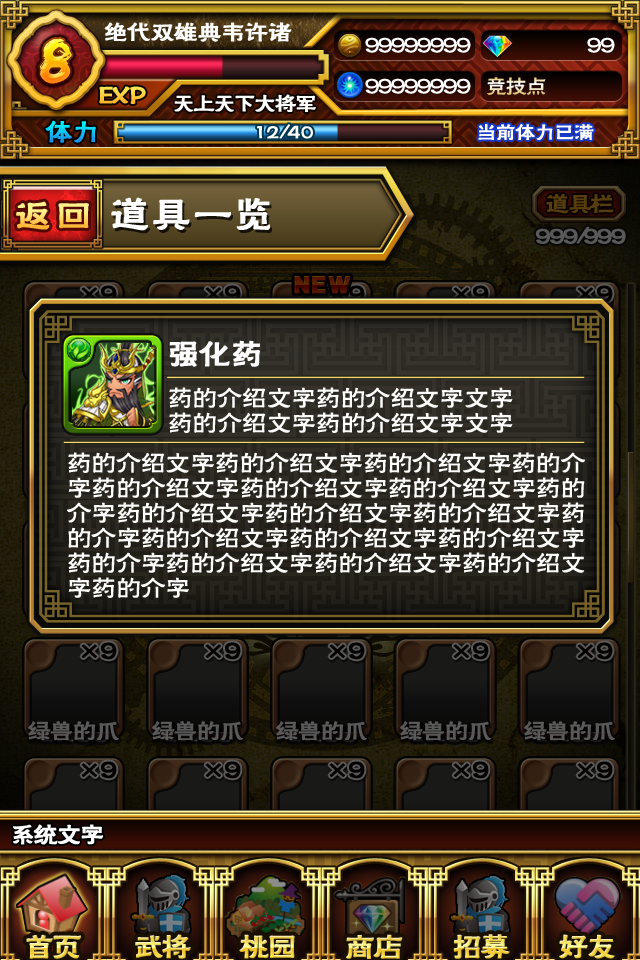 绝代双雄典韦许诸
8
EXP
天上天下大将军
99999999
99
99999999
竞技点
体力
12/40
当前体力已满
返回
道具一览
道具栏
999/999
NEW
×9
×9
×9
×9
×9
强化药
药的介绍文字药的介绍文字文字
药的介绍文字药的介绍文字文字
药的介绍文字药的介绍文字药的介绍文字药的介
字药的介绍文字药的介绍文字药的介绍文字药的
介字药的介绍文字药的介绍文字药的介绍文字药
的介字药的介绍文字药的介绍文字药的介绍文字
药的介字药的介绍文字药的介绍文字药的介绍文
字药的介字
×9
×9
×9
×9
×9
绿兽的爪
绿兽的爪
绿兽的爪
绿兽的爪
绿兽的爪
×9
×9
×9
×9
×9
系统文字
首页
武将
桃园
商店
招募
好友